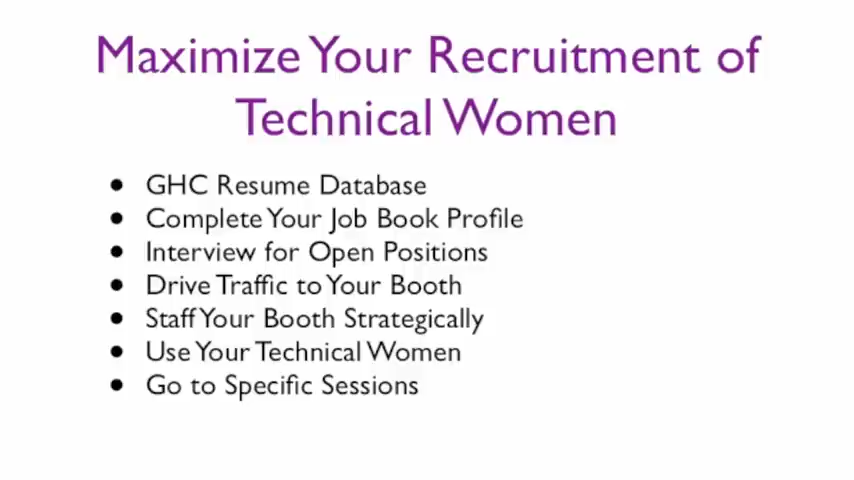 Maximize Your Recruitment of
Technical Women
• GHC Resume Database
• Complete Your Job Book Profile
• Interview for Open Positions
• Drive Traffic to Your Booth
• Staff Your Booth Strategically
• Use Your Technical Women
• Go to Specific Sessions